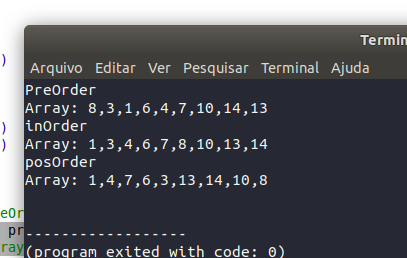 Termin
Arquivo Editar Ver Pesquisar Terminal Ajuda
)
PreOrder
Array: 8,3,1,6,4,7,10,14,13
)
inOrder
)
Array: 1,3,4,6,7,8,10,13,14
posOrder
Array: 1,4,7,6,3,13,14,10,8
eOr
pr
------------------
ray
(program exited with code: 0)